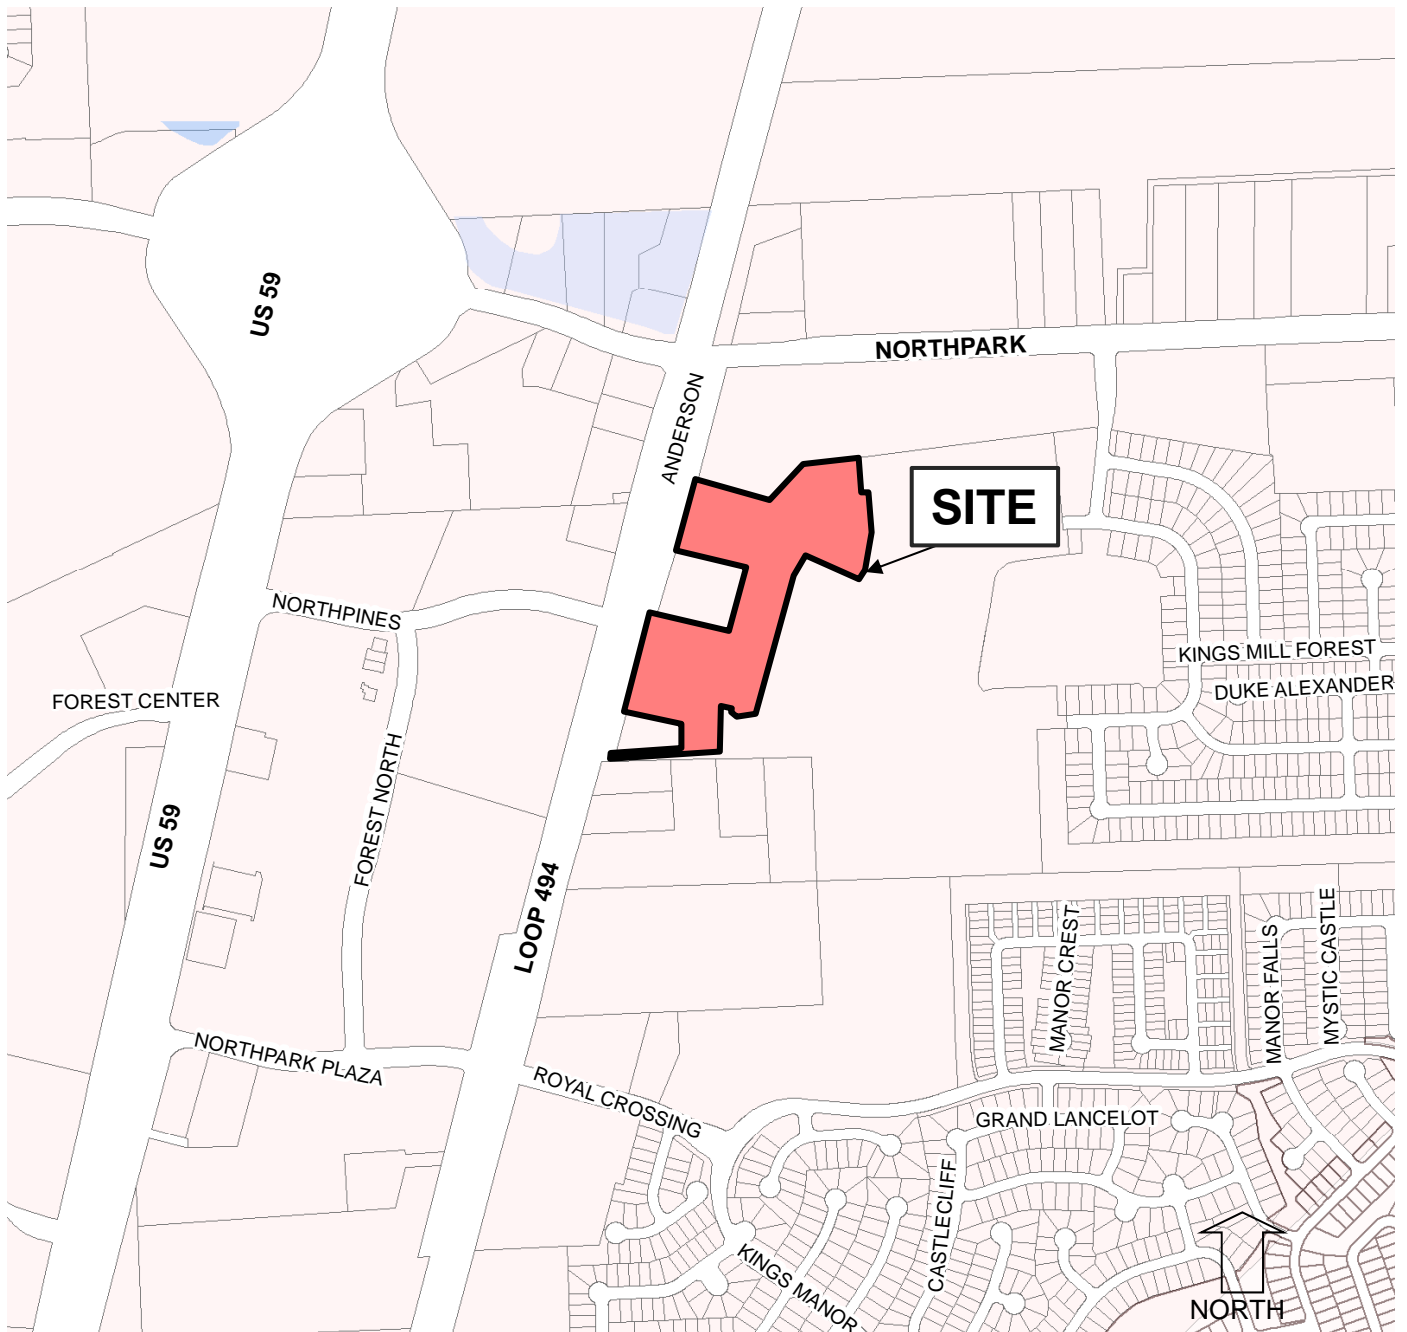 US 59
NORTHPARK
ANDERSON
SITE
NORTHPINES
KINGS MILL FOREST
DUKE ALEXANDER
FOREST CENTER
FOREST NORTH
US 59
LOOP 494
MANOR CREST
MANOR FALLS
MYSTIC CASTLE
NORTHPARK PLAZA
ROYAL CROSSING
GRAND LANCELOT
CASTLECLIFF
KINGS MANOR
NORTH